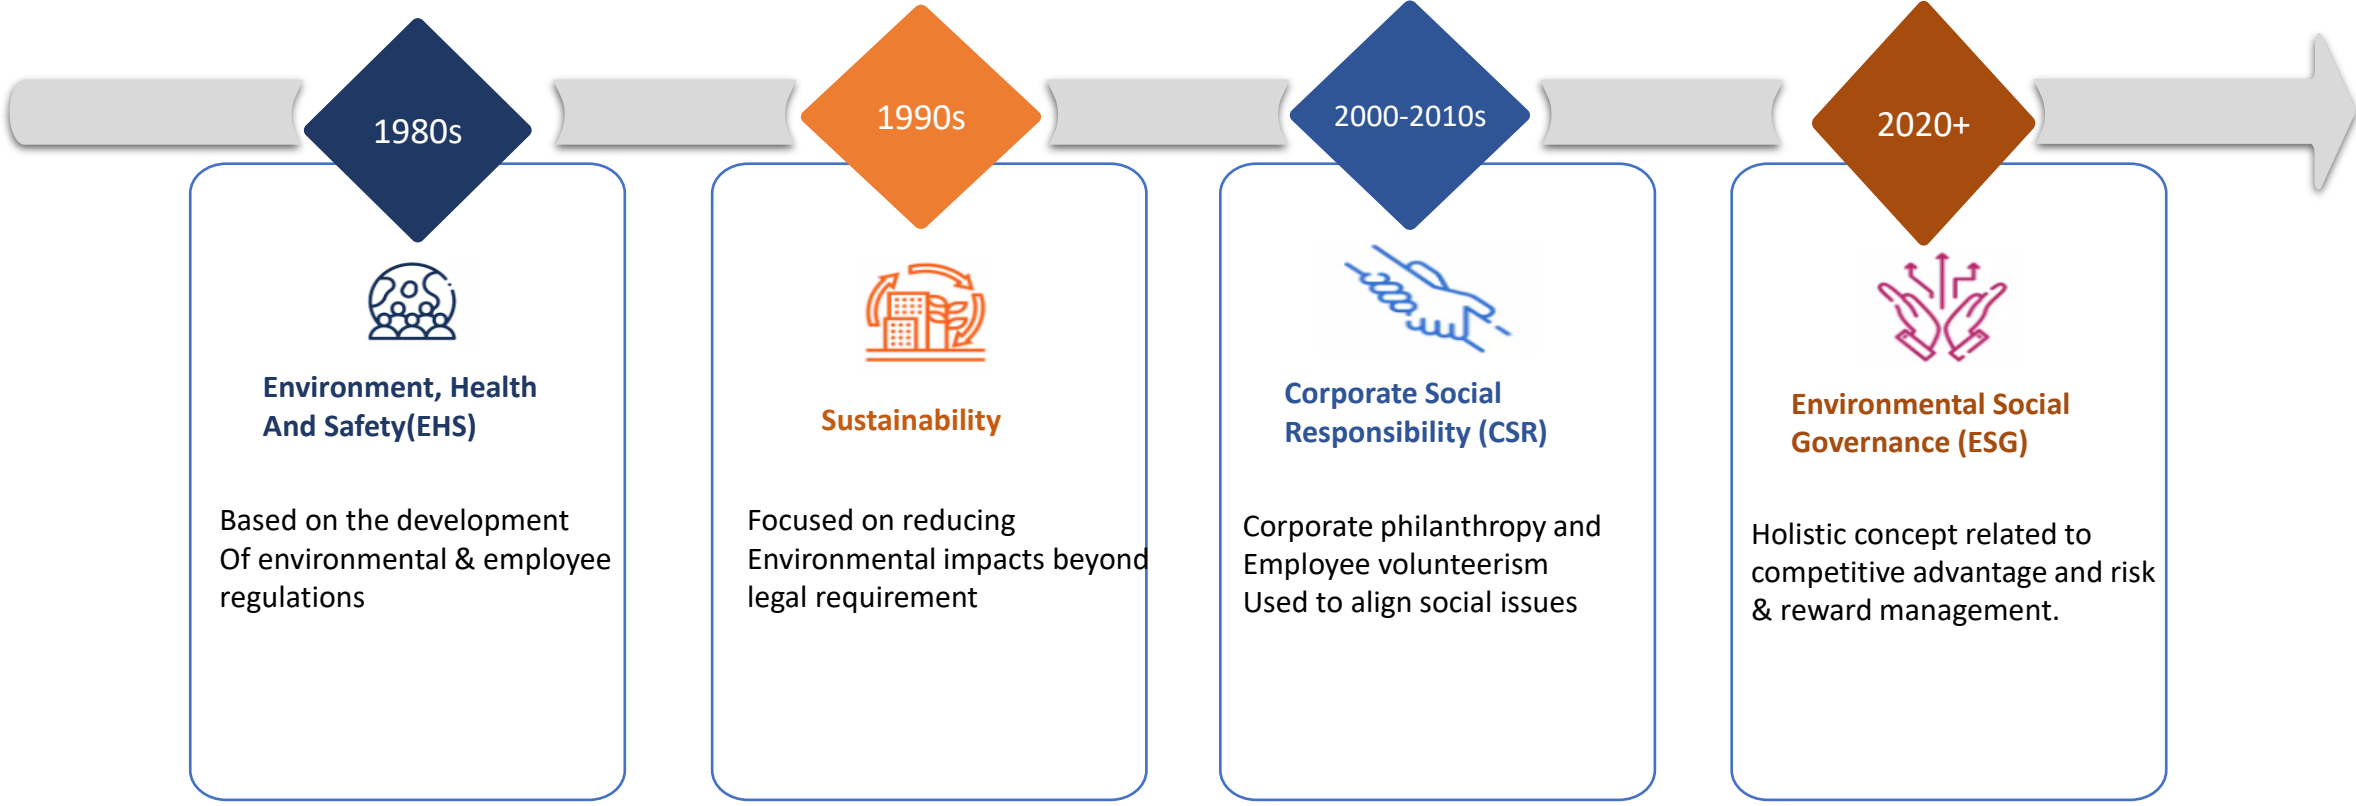 1980s
Environment, Health
And Safety(EHS)
Based on the development
Of environmental & employee
regulations
1990s
Sustainability
Focused on reducing
Environmental impacts beyond
legal requirement
2000-2010s
Corporate Social
Responsibility (CSR)
Corporate philanthropy and
Employee volunteerism
Used to align social issues
2020+
Environmental Social
Governance (ESG)
Holistic concept related to
competitive advantage and risk
& reward management.